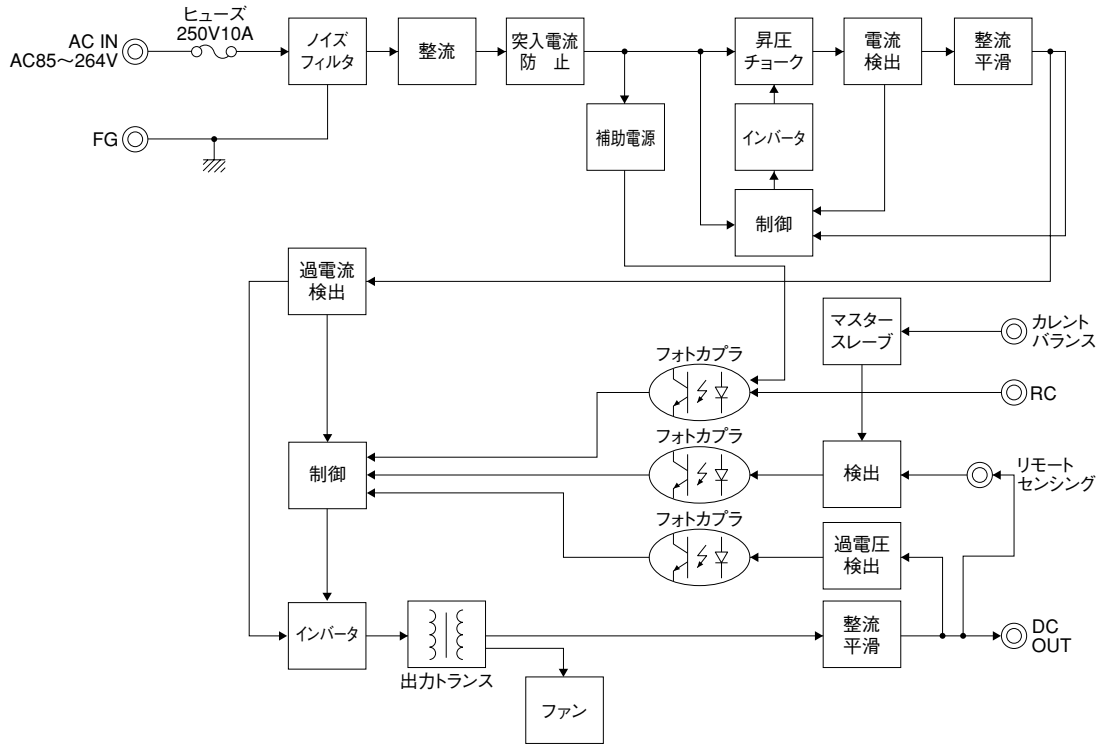 ヒューズ
250V10A
AC IN
AC85～264V
ノイズ
フィルタ
整流
突入電流
防　止
昇圧
チョーク
電流
検出
整流
平滑
FG
補助電源
インバータ
制御
過電流
検出
マスター
スレーブ
カレント
バランス
フォトカプラ
RC
フォトカプラ
制御
検出
リモート
センシング
フォトカプラ
過電圧
検出
インバータ
出力トランス
整流
平滑
DC
OUT
ファン